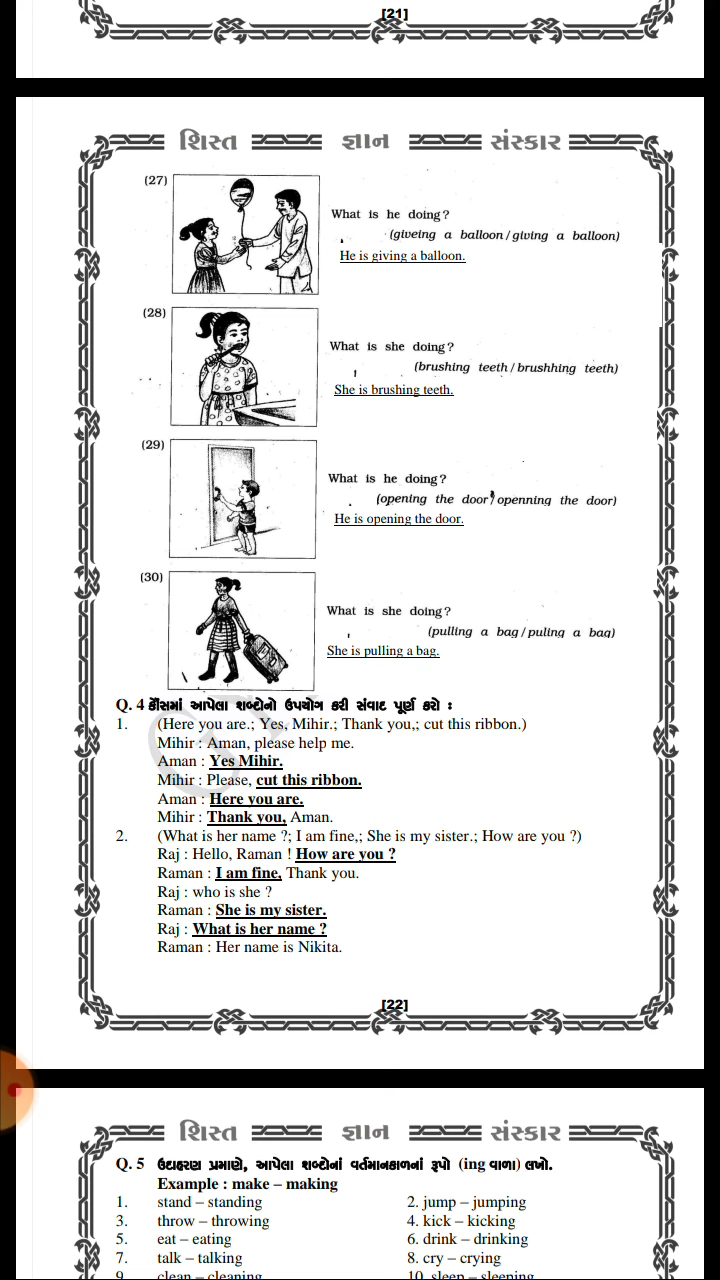 [21]
શિસ્ત જ્ઞાન સંસ્કાર
(27)
What is he doing?
(giveing a balloon/giving a balloon)
He is giving a balloon.
(28)
What is she doing?
(brushing teeth/brushhing teeth)
She is brushing teeth.
(29)
What is he doing?
(opening the door/openning the door)
He is opening the door.
(30)
What is she doing?
(pulling a bag/puling a bag)
She is pulling a bag.
Q. 4 કૌંસમાં આપેલા શબ્દોનો ઉપયોગ કરી સંવાદ પૂર્ણ કરો :
1. (Here you are.; Yes, Mihir.; Thank you,; cut this ribbon.)
Mihir : Aman, please help me.
Aman : Yes Mihir.
Mihir : Please, cut this ribbon.
Aman : Here you are.
Mihir : Thank you, Aman.
2. (What is her name ?; I am fine,; She is my sister.; How are you ?)
Raj : Hello, Raman ! How are you ?
Raman : I am fine, Thank you.
Raj : who is she ?
Raman : She is my sister.
Raj : What is her name ?
Raman : Her name is Nikita.
[22]
શિસ્ત જ્ઞાન સંસ્કાર
Q. 5 ઉદાહરણ પ્રમાણે, આપેલા શબ્દોનાં વર્તમાનકાળનાં રૂપો (ing વાળા) લખો.
Example : make – making
1. stand – standing 2. jump – jumping
3. throw – throwing 4. kick – kicking
5. eat – eating 6. drink – drinking
7. talk – talking 8. cry – crying
9. clean – cleaning 10. sleep – sleeping